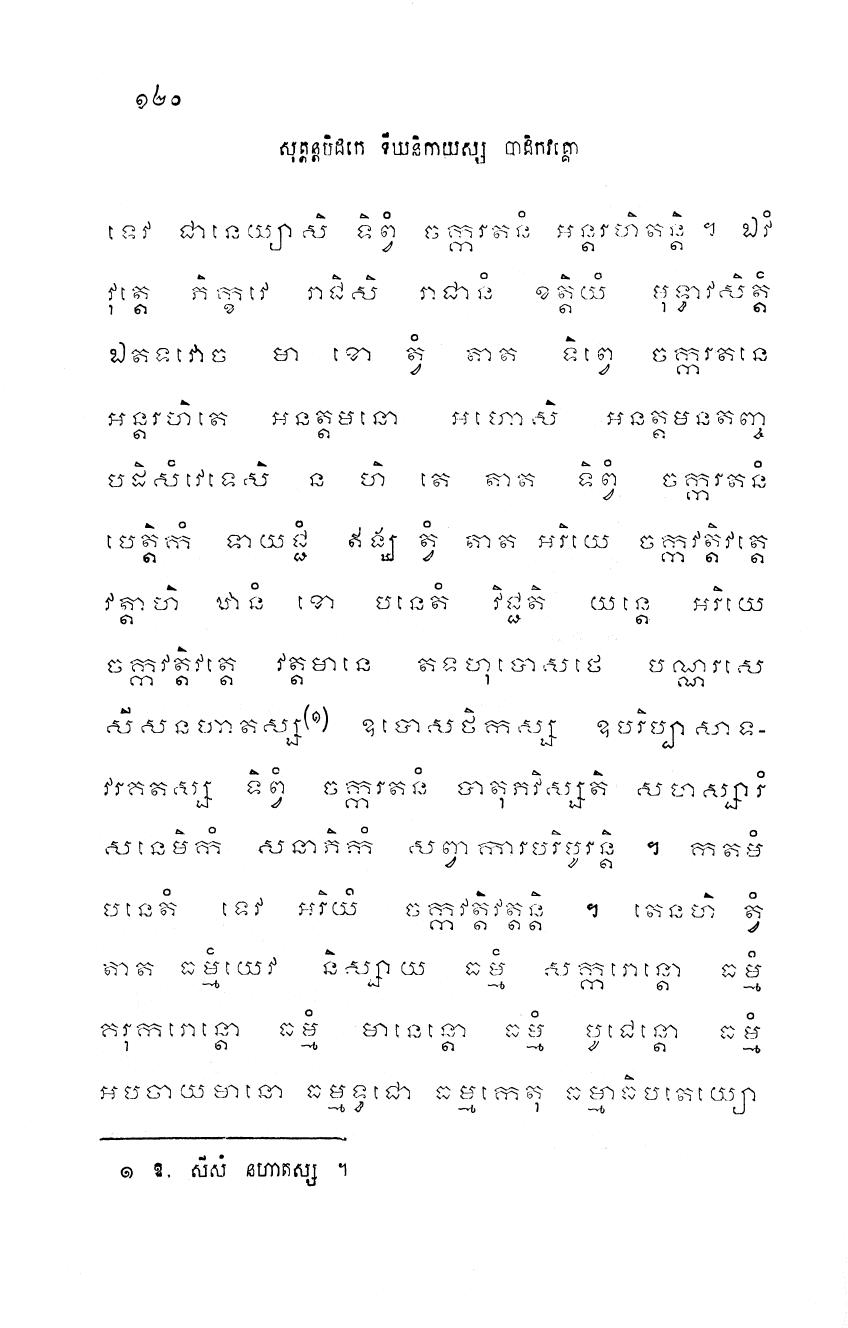 ១២០
សុត្តន្តបិដកេ ទីឃនិកាយស្ស បាដិកវគ្គោ
ទេវ ជានេយ្យាសិ ទិព្វំ ចក្ករតនំ អន្តរហិតន្តិ ។ ឯវំ
វុត្តេ ភិក្ខវេ រាជិសិ រាជានំ ខត្តិយំ មុទ្ធាវសិត្តំ
ឯតទវោច មា ខោ ត្វំ តាត ទិព្វេ ចក្ករតនេ
អន្តរហិតេ អនត្តមនោ អហោសិ អនត្តមនតញ្ច
បដិសំវេទេសិ ន ហិ តេ តាត ទិព្វំ ចក្ករតនំ
បេត្តិកំ ទាយជ្ជំ ឥង្ឃ ត្វំ តាត អរិយេ ចក្កវត្តិវត្តេ
វត្តាហិ ឋានំ ខោ បនេតំ វិជ្ជតិ យន្តេ អរិយេ
ចក្កវត្តិវត្តេ វត្តមានេ តទហុបោសថេ បណ្ណរសេ
សីសនហាតស្ស(១) ឧបោសថិកស្ស ឧបរិប្បាសាទ-
វរគតស្ស ទិព្វំ ចក្ករតនំ បាតុភវិស្សតិ សហស្សារំ
សនេមិកំ សនាភិកំ សព្វាការបរិបូរន្តិ ។ កតមំ
បនេតំ ទេវ អរិយំ ចក្កវត្តិវត្តន្តិ ។ តេនហិ ត្វំ
តាត ធម្មំយេវ និស្សាយ ធម្មំ សក្ករោន្តោ ធម្មំ
គរុករោន្តោ ធម្មំ មានេន្តោ ធម្មំ បូជេន្តោ ធម្មំ
អបចាយមានោ ធម្មទ្ធជោ ធម្មកេតុ ធម្មាធិបតេយ្យោ
១ ខ. សីសំ នហាតស្ស ។